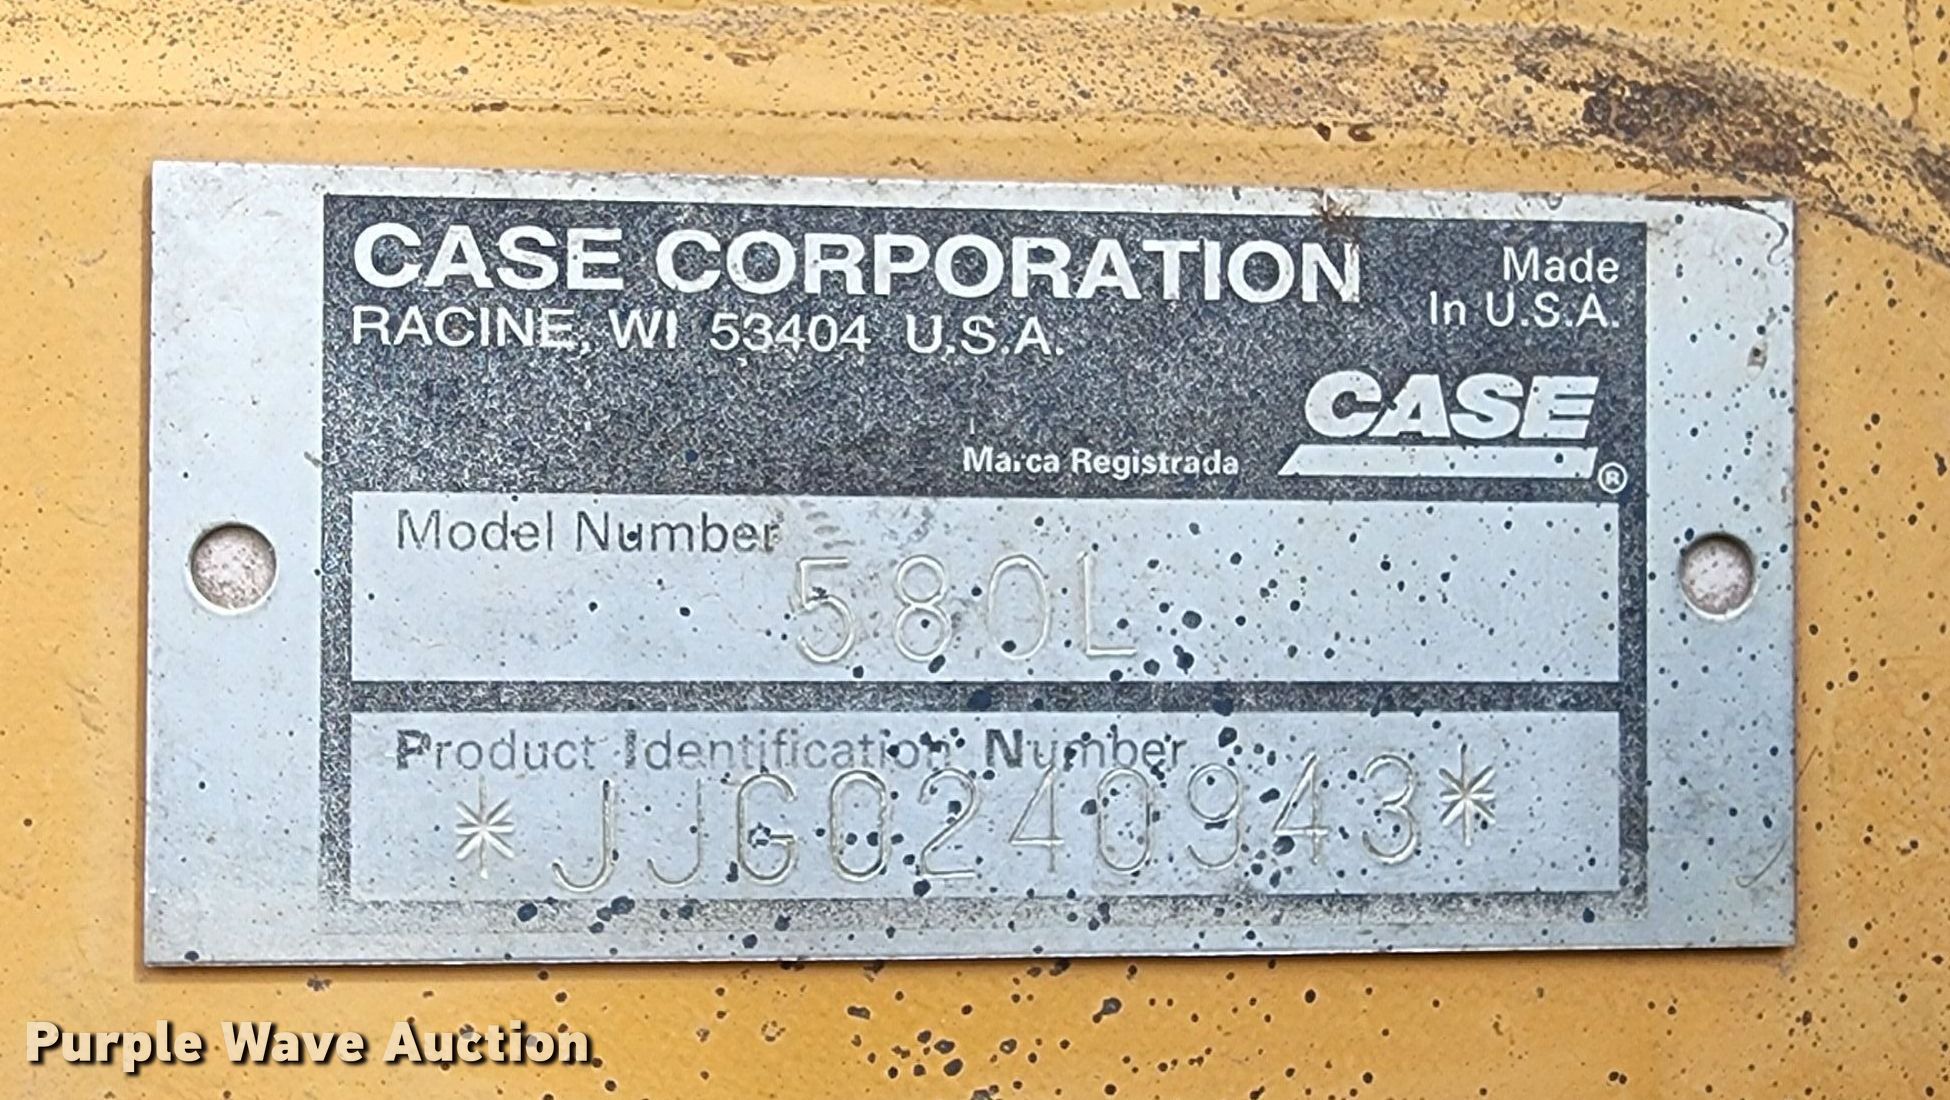 CASE CORPORATION
RACINE, WI 53404 U.S.A.
Made
In U.S.A.
CASE
Marca Registrada
®
Model Number
580L
Product Identification Number
*JJG0240943*
Purple Wave Auction